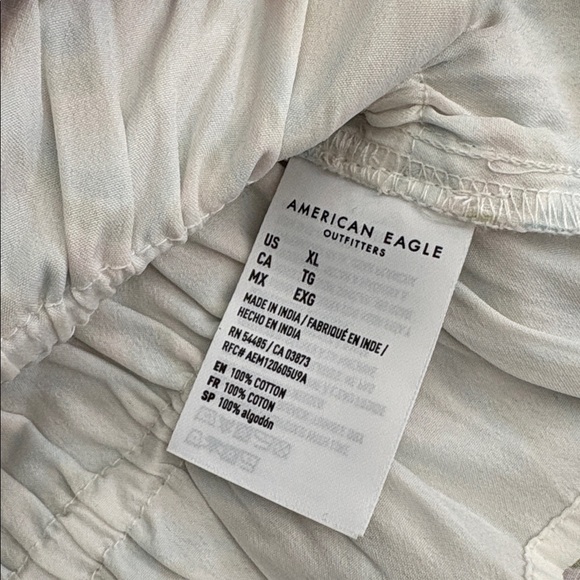 AMERICAN EAGLE
OUTFITTERS
US XL
CA TG
MX EXG
MADE IN INDIA / FABRIQUÉ EN INDE /
HECHO EN INDIA
RN 54485 / CA 03873
RFC# AEM120605U9A
EN 100% COTTON
FR 100% COTON
SP 100% algodón